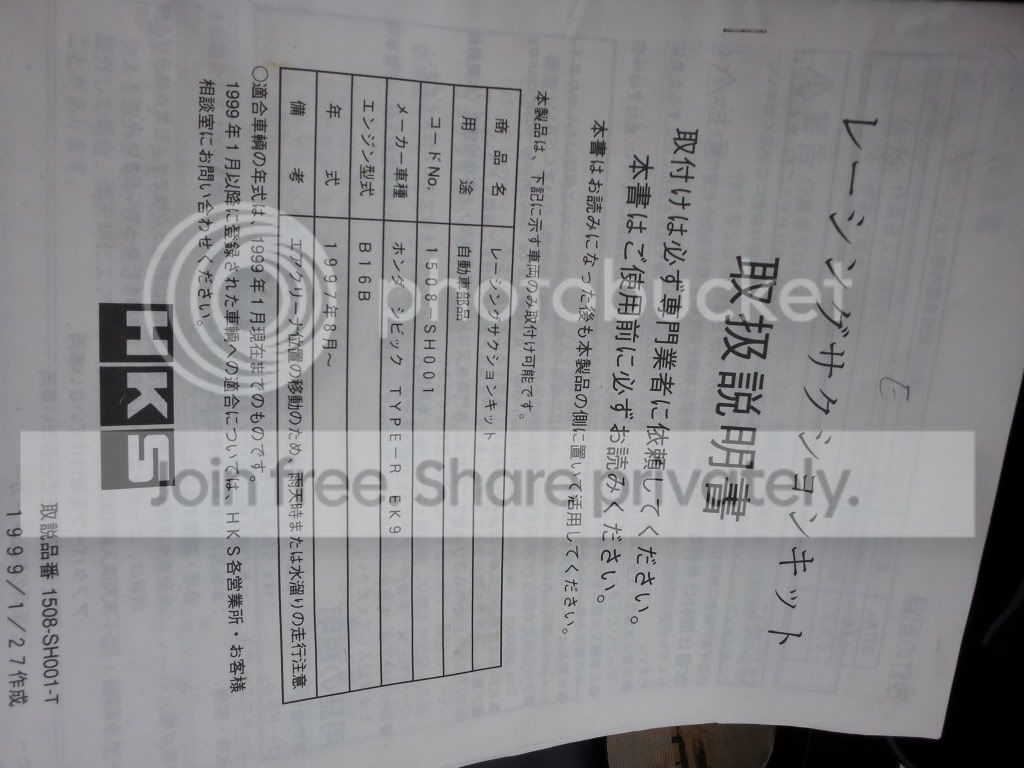 レーシングサクションキット
取扱説明書
取付けは必ず専門業者に依頼してください。
本書はご使用前に必ずお読みください。
本書はお読みになった後も本製品の側に置いて活用してください。
本製品は、下記に示す車両のみ取付け可能です。
商品名 レーシングサクションキット
用途 自動車部品
コードNo. 1508-SH001
メーカー車種 ホンダ シビック TYPE-R EK9
エンジン型式 B16B
年式 1997年8月~
備考 エアクリーナ位置の移動のため、雨天時または水溜りの走行注意
○適合車輌の年式は、1999年1月現在までのものです。
1999年1月以降に登録された車輌への適合については、HKS各営業所・お客様
相談室にお問い合わせください。
HKS
取説品番 1508-SH001-T
1999/1/27作成
photobucket
Join free. Share privately.